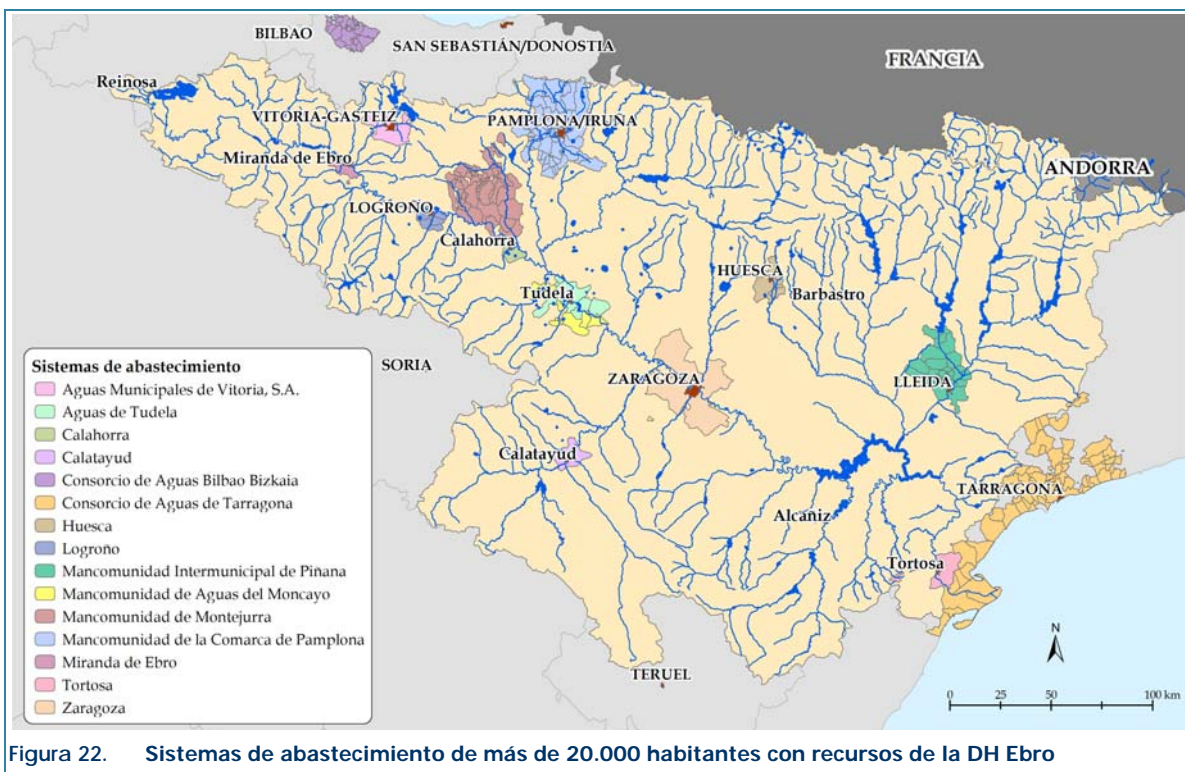 BILBAO
SAN SEBASTIÁN/DONOSTIA
FRANCIA
Reinosa
VITORIA-GASTEIZ
PAMPLONA/IRUÑA
ANDORRA
Miranda de Ebro
LOGROÑO
Calahorra
HUESCA
Barbastro
Tudela
SORIA
ZARAGOZA
LLEIDA
Calatayud
TARRAGONA
Alcañiz
Tortosa
TERUEL
Sistemas de abastecimiento
Aguas Municipales de Vitoria, S.A.
Aguas de Tudela
Calahorra
Calatayud
Consorcio de Aguas Bilbao Bizkaia
Consorcio de Aguas de Tarragona
Huesca
Logroño
Mancomunidad Intermunicipal de Piñana
Mancomunidad de Aguas del Moncayo
Mancomunidad de Montejurra
Mancomunidad de la Comarca de Pamplona
Miranda de Ebro
Tortosa
Zaragoza
N
0 25 50 100 km
Figura 22. Sistemas de abastecimiento de más de 20.000 habitantes con recursos de la DH Ebro